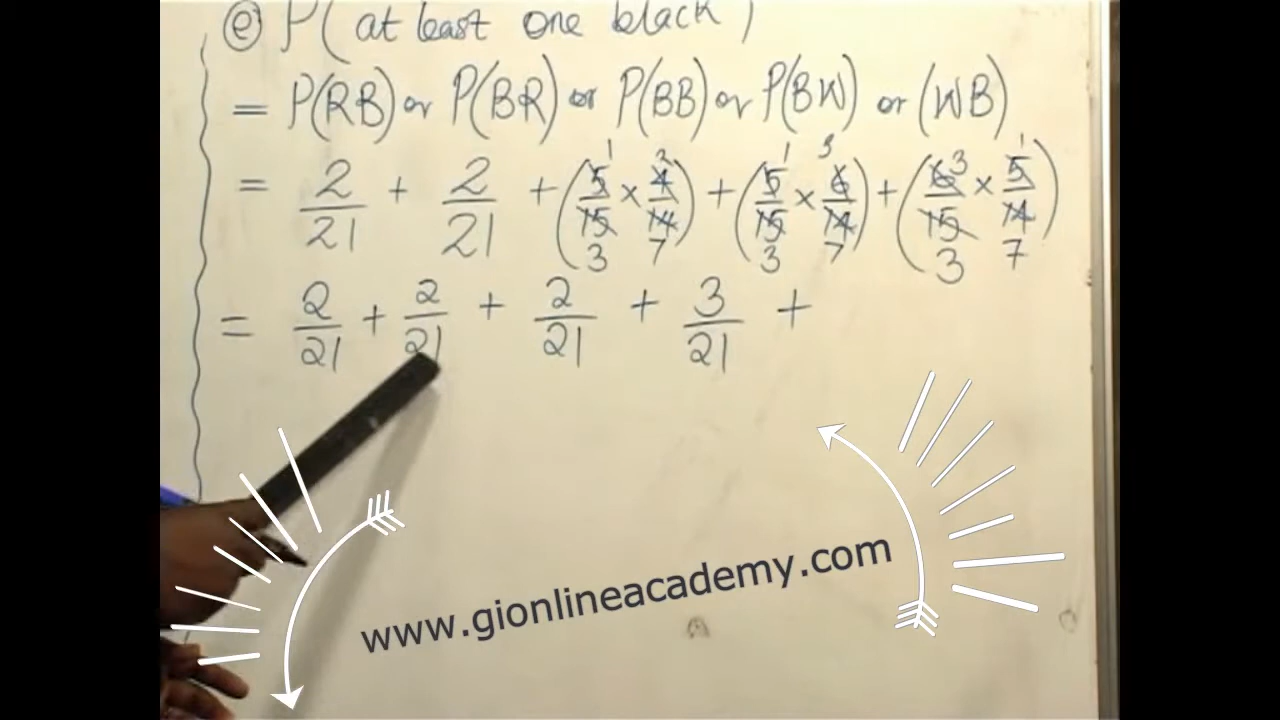 ⓔ P( at least one black )
= P(RB) or P(BR) or P(BB) or P(BW) or (WB)
= 2/21 + 2/21 + (5/15 × 4/14) + (5/15 × 6/14) + (6/15 × 5/14)
= 2/21 + 2/21 + 2/21 + 3/21 +
www.gionlineacademy.com